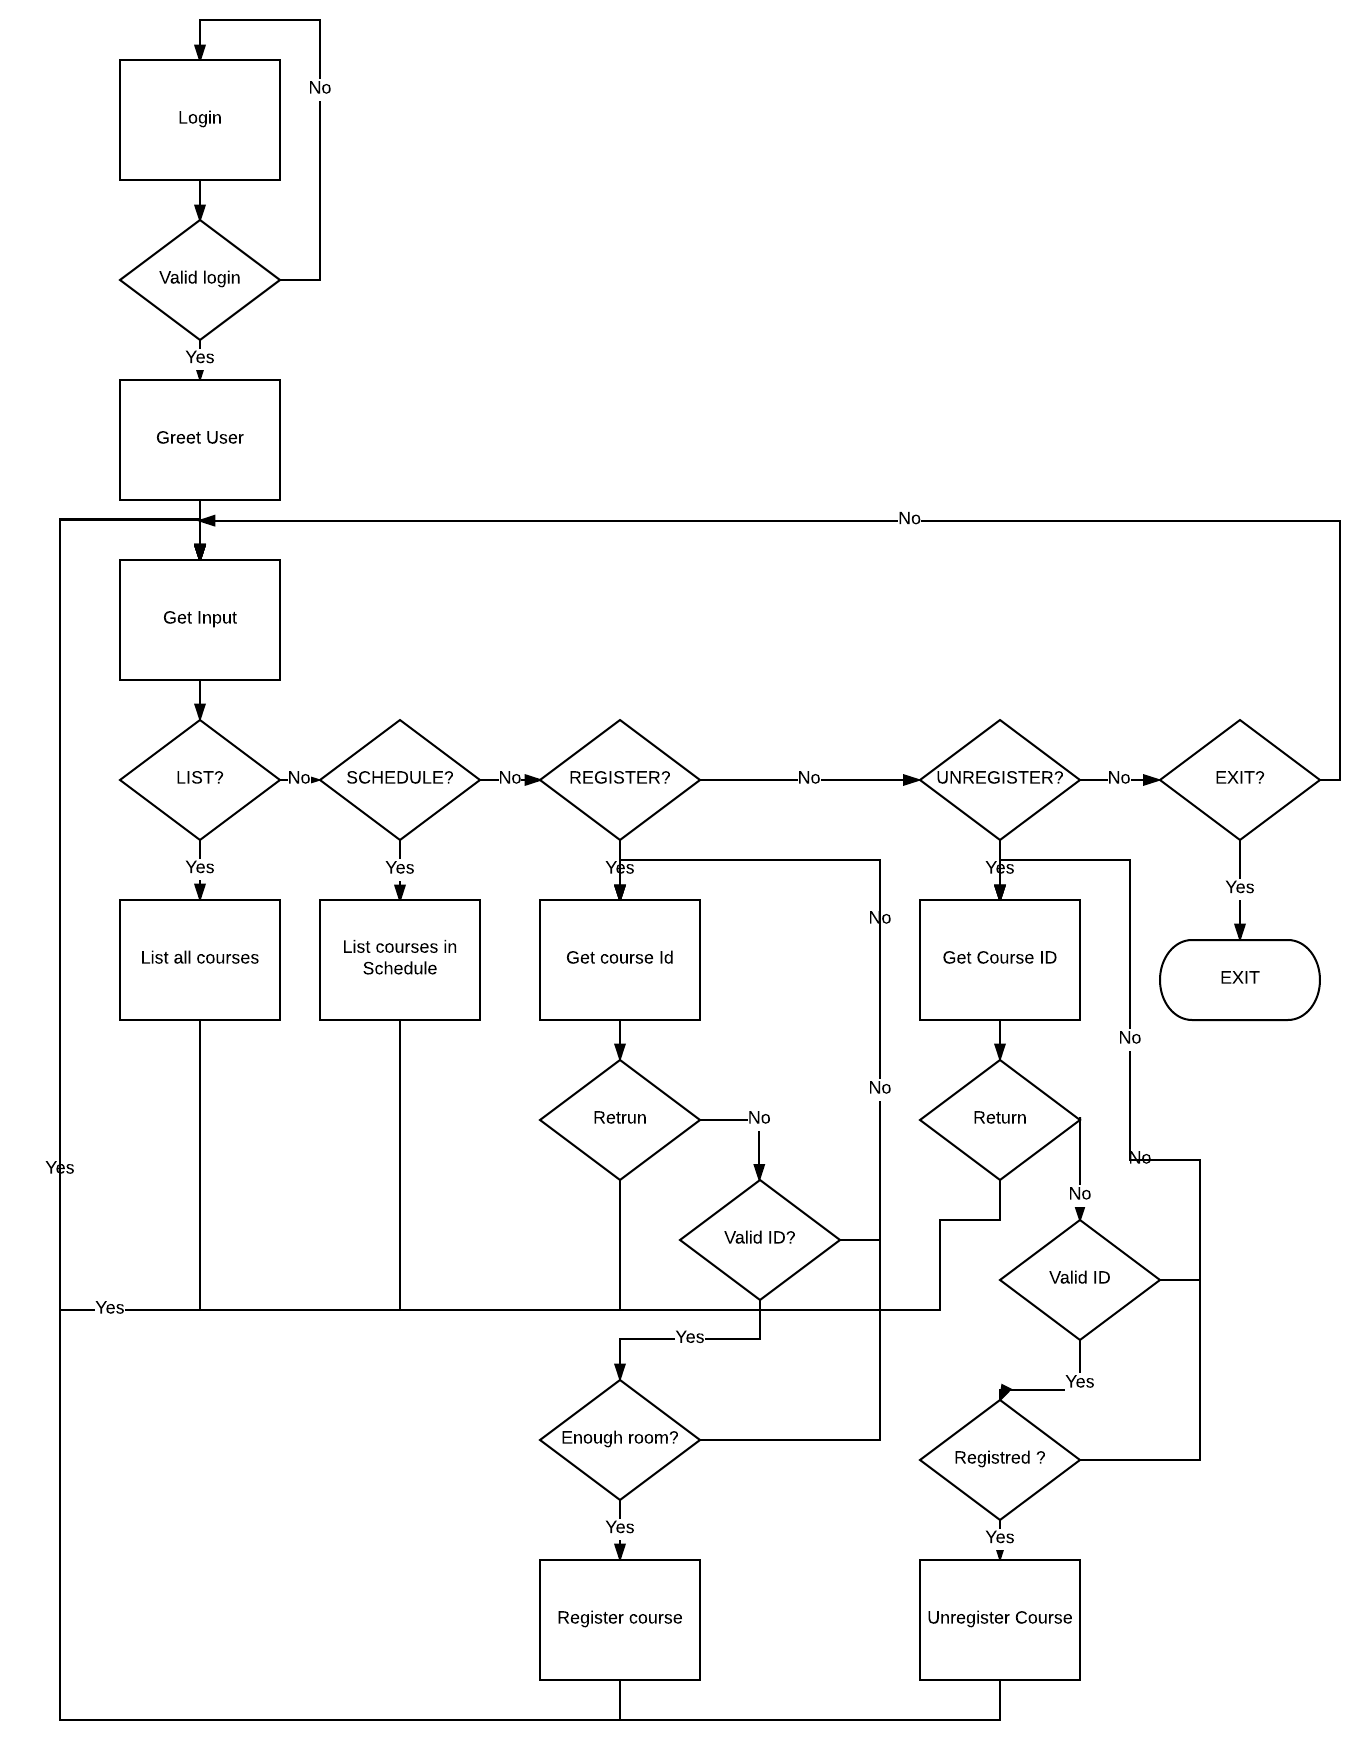 No
Login
Valid login
Yes
Greet User
No
Get Input
LIST?
No
SCHEDULE?
No
REGISTER?
No
UNREGISTER?
No
EXIT?
Yes
Yes
Yes
Yes
Yes
No
List all courses
List courses in
Schedule
Get course Id
Get Course ID
EXIT
No
No
Retrun
No
Return
Yes
No
No
Valid ID?
Valid ID
Yes
Yes
Yes
Enough room?
Registred ?
Yes
Yes
Register course
Unregister Course